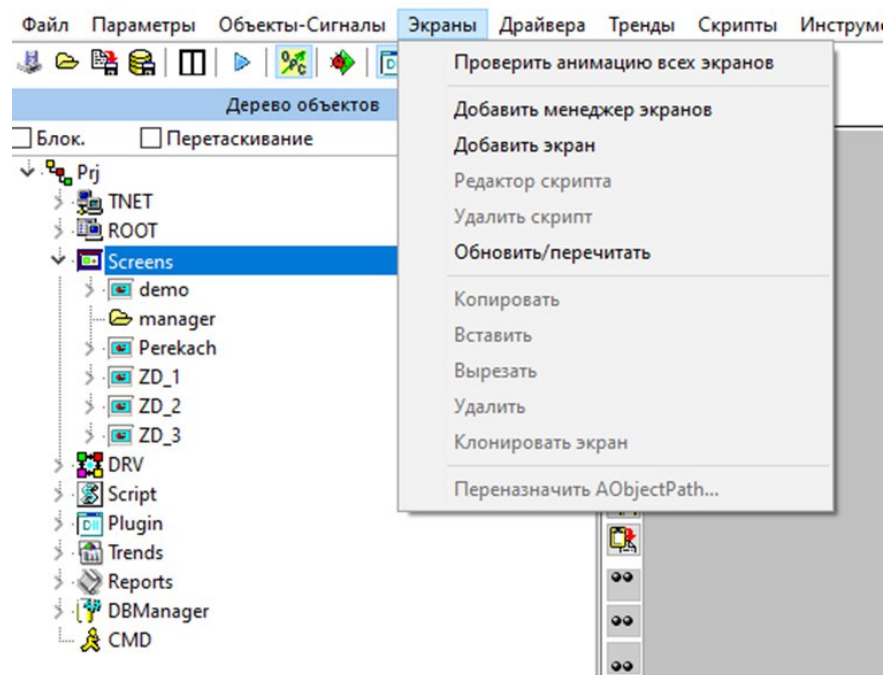 Файл Параметры Объекты-Сигналы Экраны Драйвера Тренды Скрипты
Дерево объектов
Блок. Перетаскивание
Prj
TNET
ROOT
Screens
demo
manager
Perekach
ZD_1
ZD_2
ZD_3
DRV
Script
Plugin
Trends
Reports
DBManager
CMD
Проверить анимацию всех экранов
Добавить менеджер экранов
Добавить экран
Редактор скрипта
Удалить скрипт
Обновить/перечитать
Копировать
Вставить
Вырезать
Удалить
Клонировать экран
Переназначить AObjectPath...